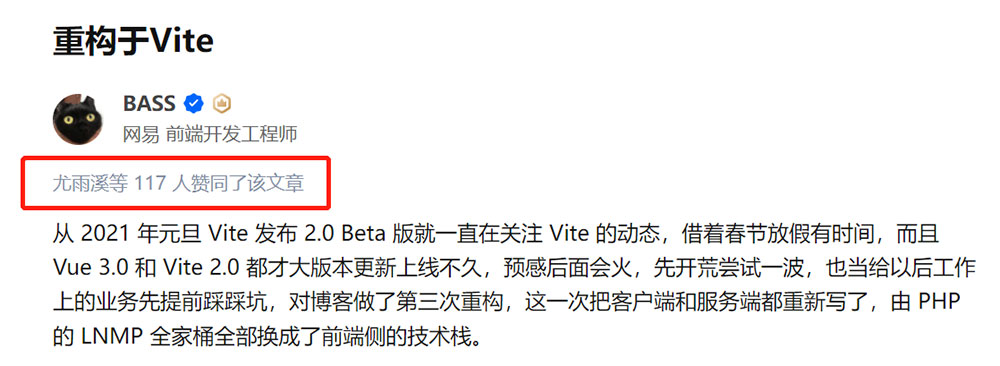 重构于Vite
BASS
网易 前端开发工程师
尤雨溪等 117 人赞同了该文章
从 2021 年元旦 Vite 发布 2.0 Beta 版就一直在关注 Vite 的动态，借着春节放假有时间，而且
Vue 3.0 和 Vite 2.0 都才大版本更新上线不久，预感后面会火，先开荒尝试一波，也当给以后工作
上的业务先提前踩踩坑，对博客做了第三次重构，这一次把客户端和服务端都重新写了，由 PHP
的 LNMP 全家桶全部换成了前端侧的技术栈。